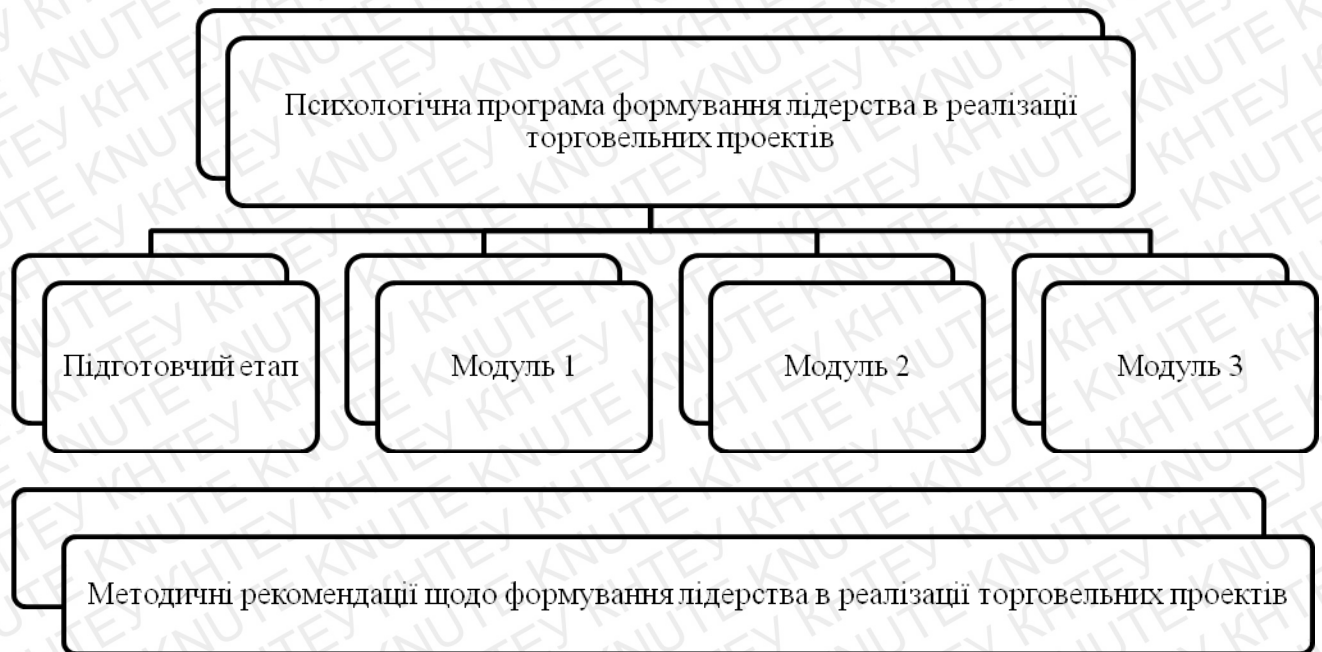 Психологічна програма формування лідерства в реалізації
торговельних проектів
Підготовчий етап
Модуль 1
Модуль 2
Модуль 3
Методичні рекомендації щодо формування лідерства в реалізації торговельних проектів